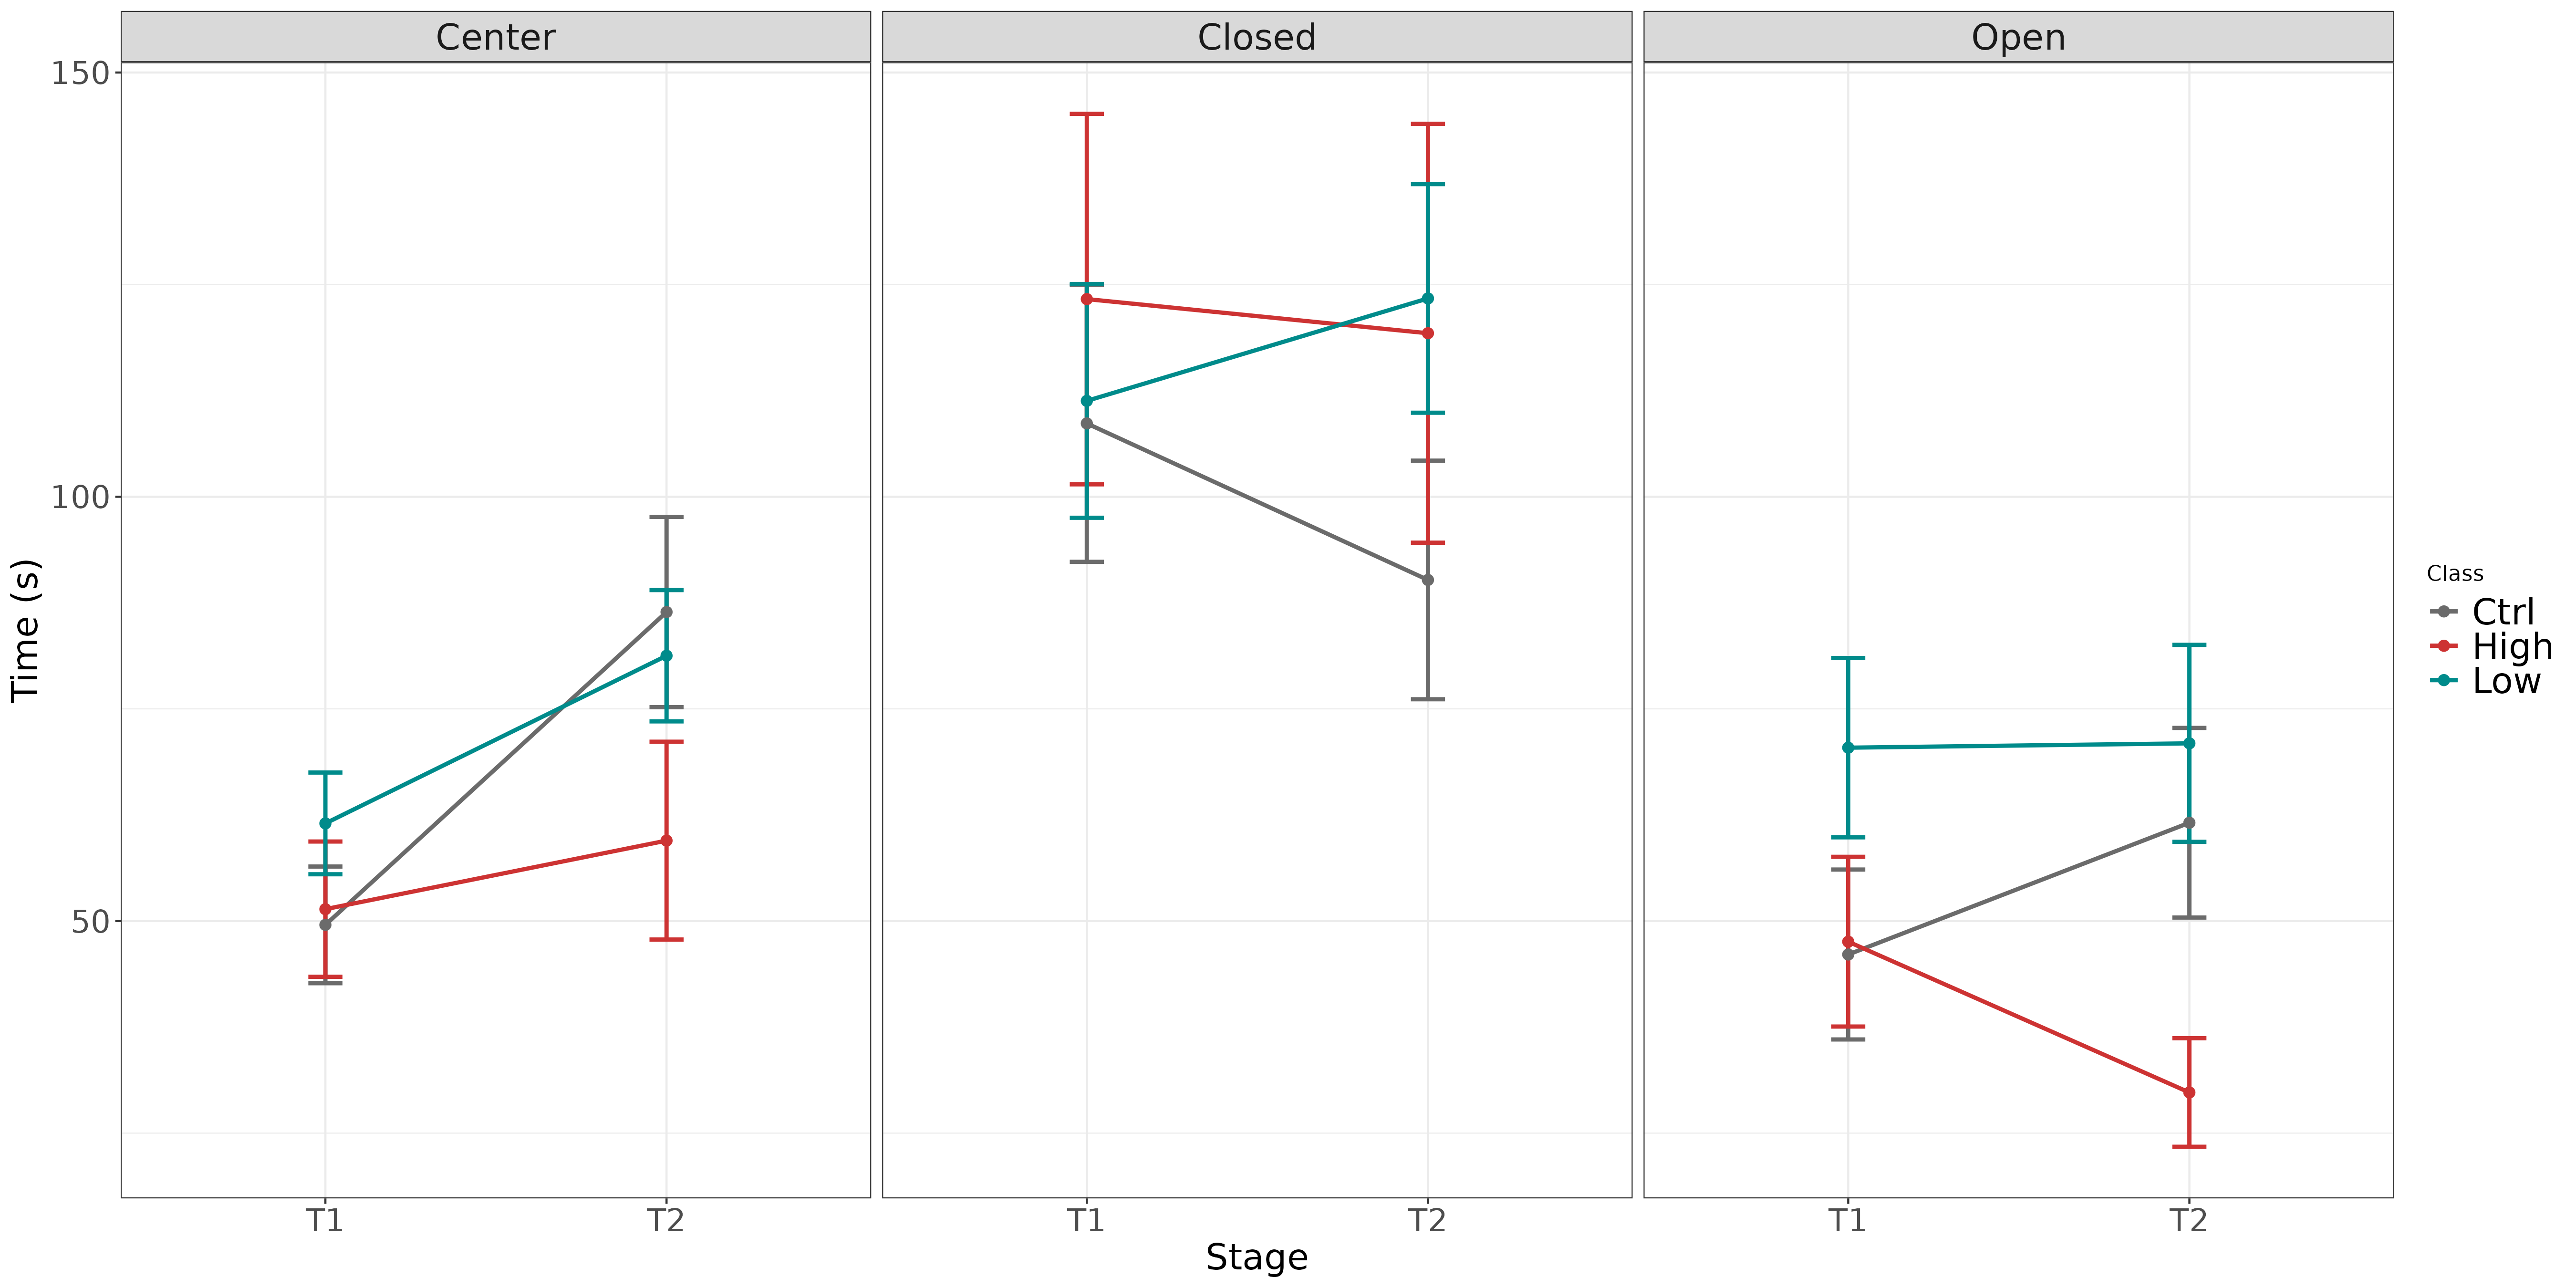 Center
Closed
Open
150
100
50
Time (s)
T1
T2
T1
T2
T1
T2
Stage
Class
Ctrl
High
Low